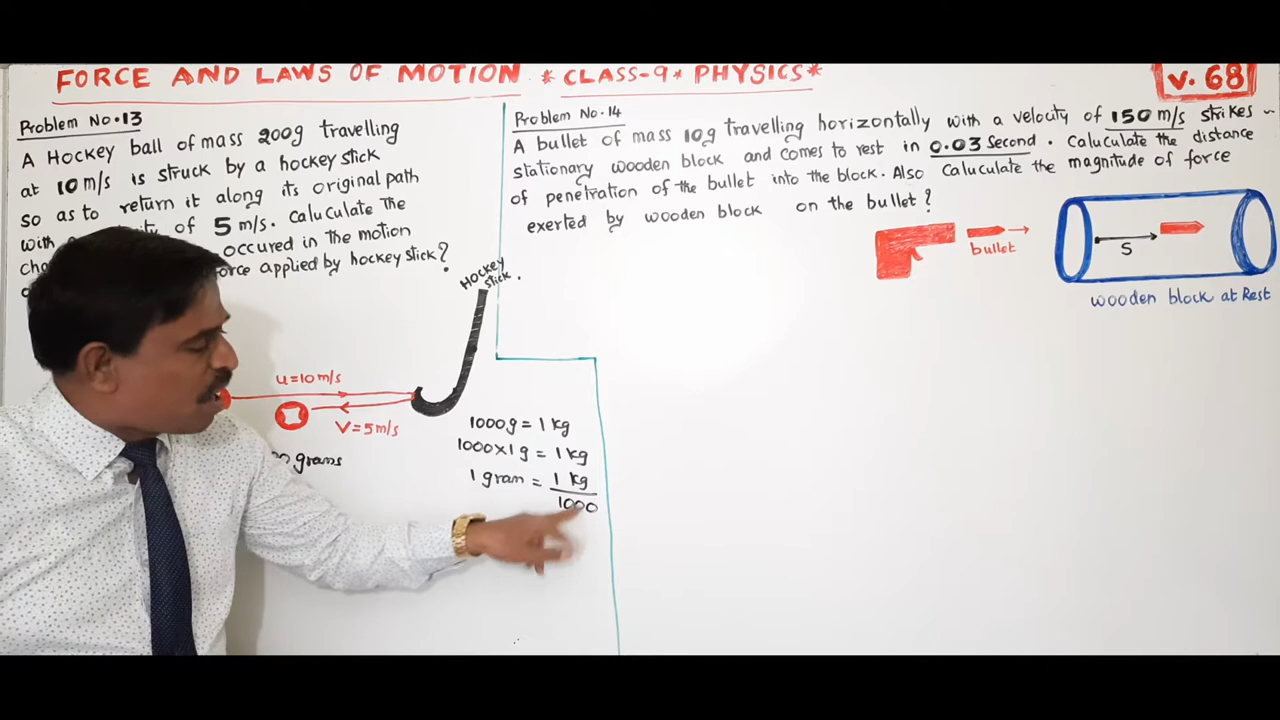 FORCE AND LAWS OF MOTION * CLASS-9 * PHYSICS *
V. 68
Problem No. 13
A Hockey ball of mass 200g travelling
at 10 m/s is struck by a hockey stick
so as to return it along its original path
with of 5 m/s. Caluculate the
occured in the motion
force applied by hockey stick?
Hockey
stick.
u=10 m/s
V=5 m/s
grams
1000g = 1 kg
1000×1g = 1 kg
1 gram = 1 kg
1000
Problem No. 14
A bullet of mass 10g travelling horizontally with a velocity of 150 m/s strikes
stationary wooden block and comes to rest in 0.03 Second. Caluculate the distance
of penetration of the bullet into the block. Also Caluculate the magnitude of force
exerted by wooden block on the bullet?
bullet
S
wooden block at Rest